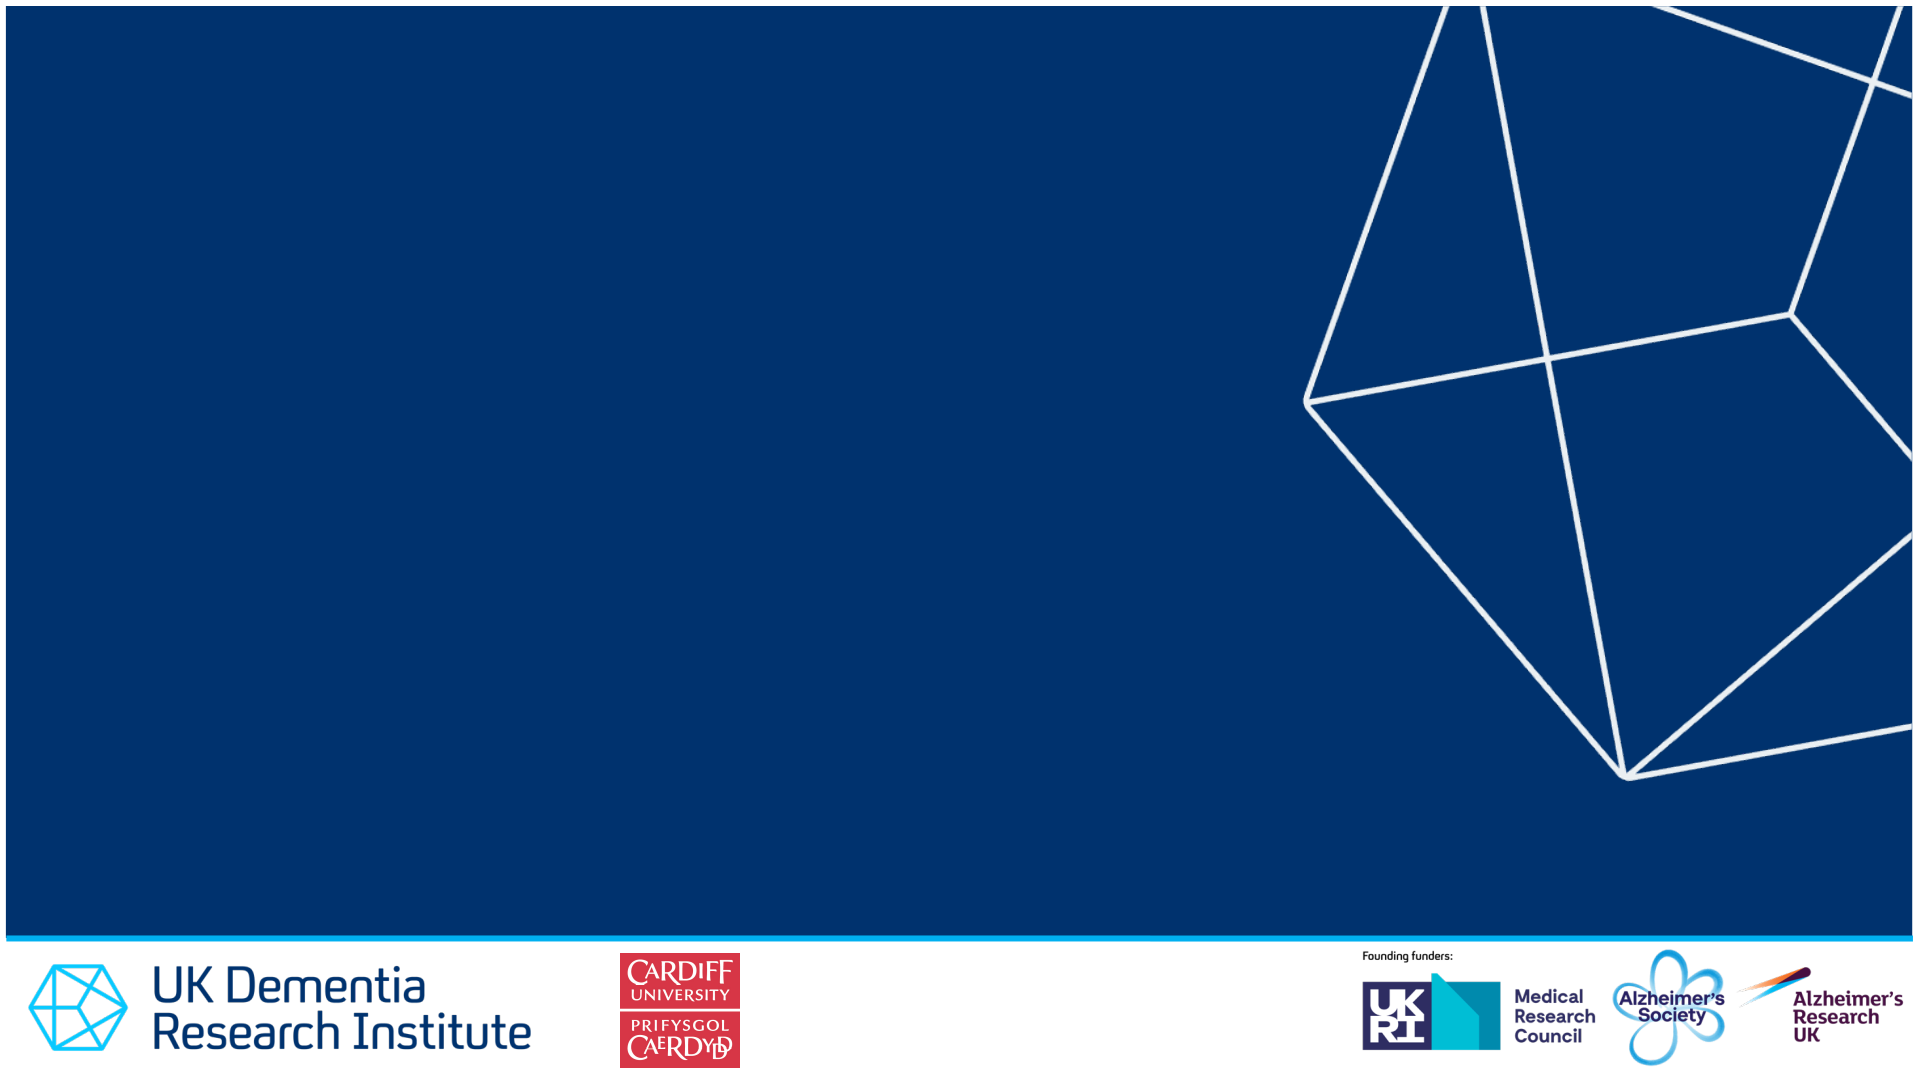 UK Dementia
Research Institute
CARDIFF
UNIVERSITY
PRIFYSGOL
CAERDYDD
Founding funders:
UK
RI
Medical
Research
Council
Alzheimer's
Society
Alzheimer's
Research
UK